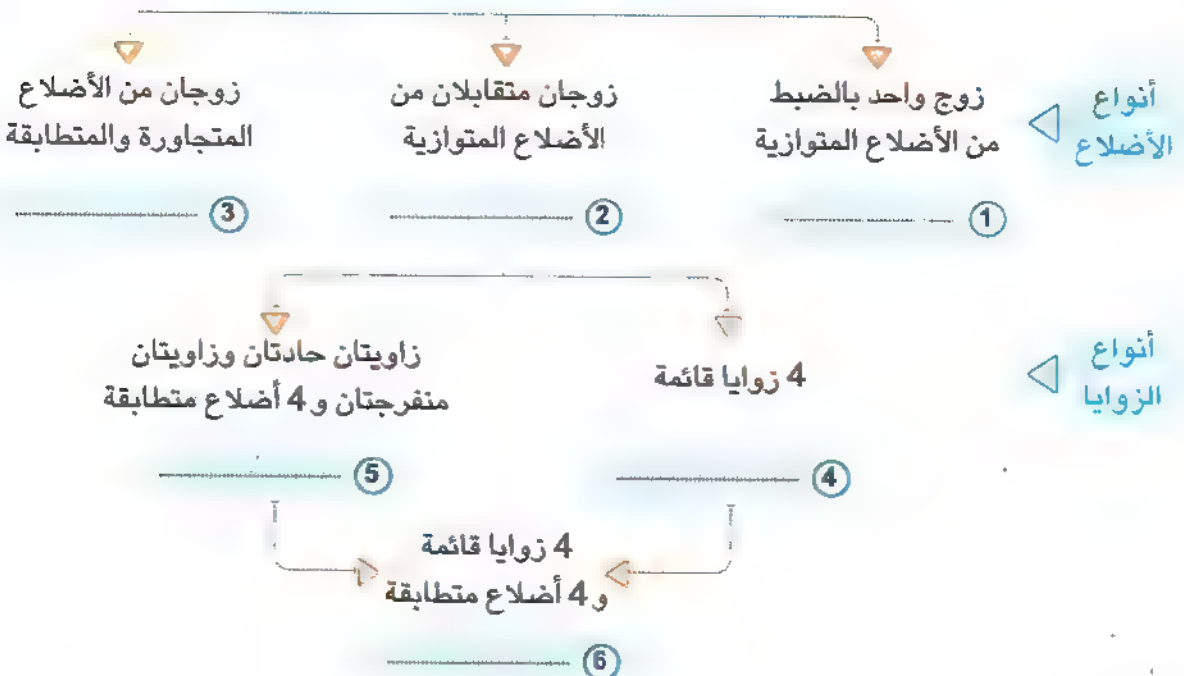 أنواع
الأضلاع
زوج واحد بالضبط
من الأضلاع المتوازية
زوجان متقابلان من
الأضلاع المتوازية
زوجان من الأضلاع
المتجاورة والمتطابقة
1
2
3
أنواع
الزوايا
4 زوايا قائمة
زاويتان حادتان وزاويتان
منفرجتان و 4 أضلاع متطابقة
4
5
4 زوايا قائمة
و 4 أضلاع متطابقة
6